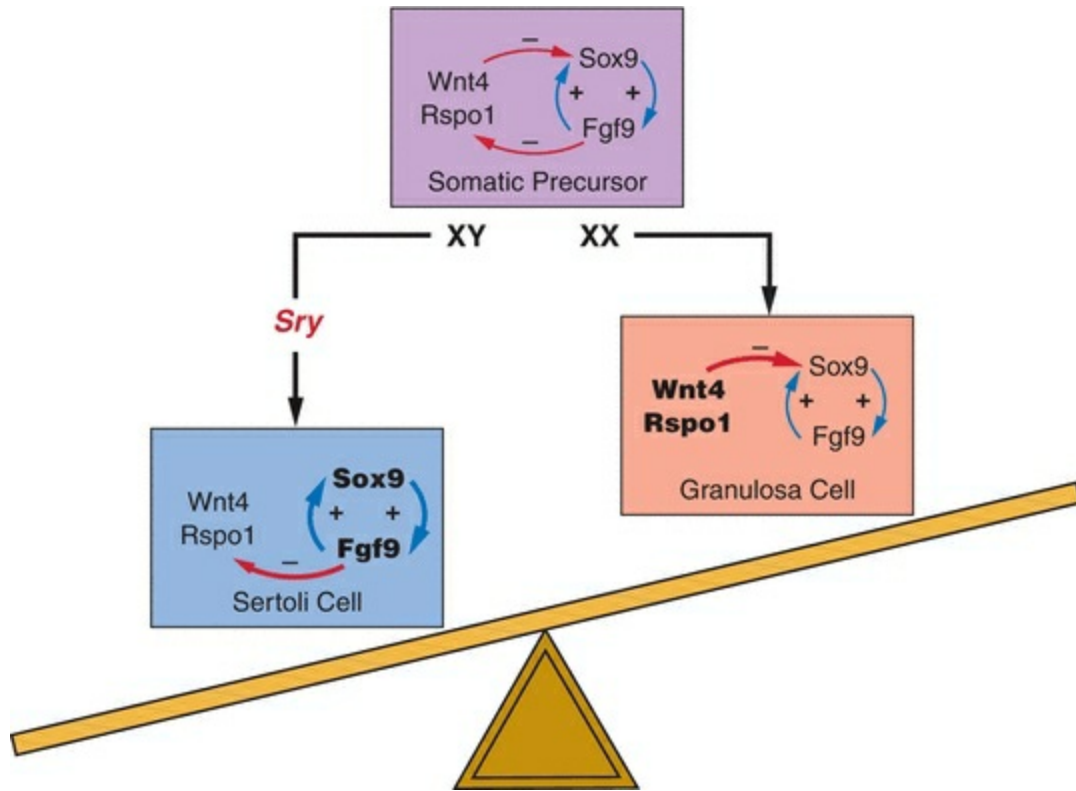 –
Sox9
Wnt4
+ +
Rspo1
Fgf9
–
Somatic Precursor
XY XX
Sry
–
Sox9
Wnt4
+ +
Rspo1
Fgf9
Granulosa Cell
Sox9
Wnt4
+ +
Rspo1
Fgf9
–
Sertoli Cell